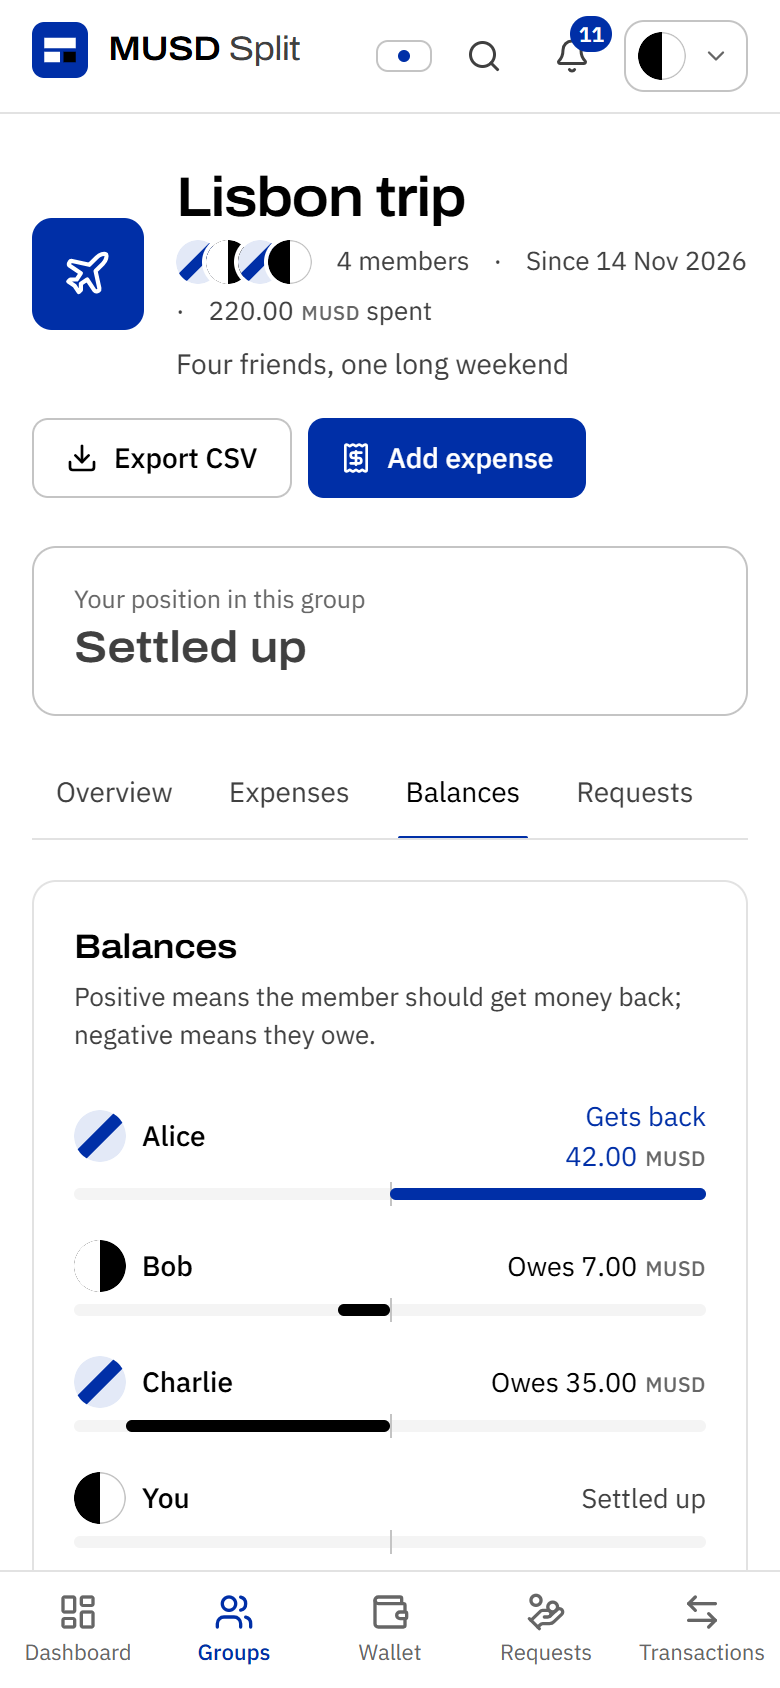 MUSD Split
11
Lisbon trip
4 members · Since 14 Nov 2026
· 220.00 MUSD spent
Four friends, one long weekend
Export CSV
Add expense
Your position in this group
Settled up
Overview Expenses Balances Requests
Balances
Positive means the member should get money back;
negative means they owe.
Alice
Gets back
42.00 MUSD
Bob Owes 7.00 MUSD
Charlie Owes 35.00 MUSD
You Settled up
Dashboard Groups Wallet Requests Transactions